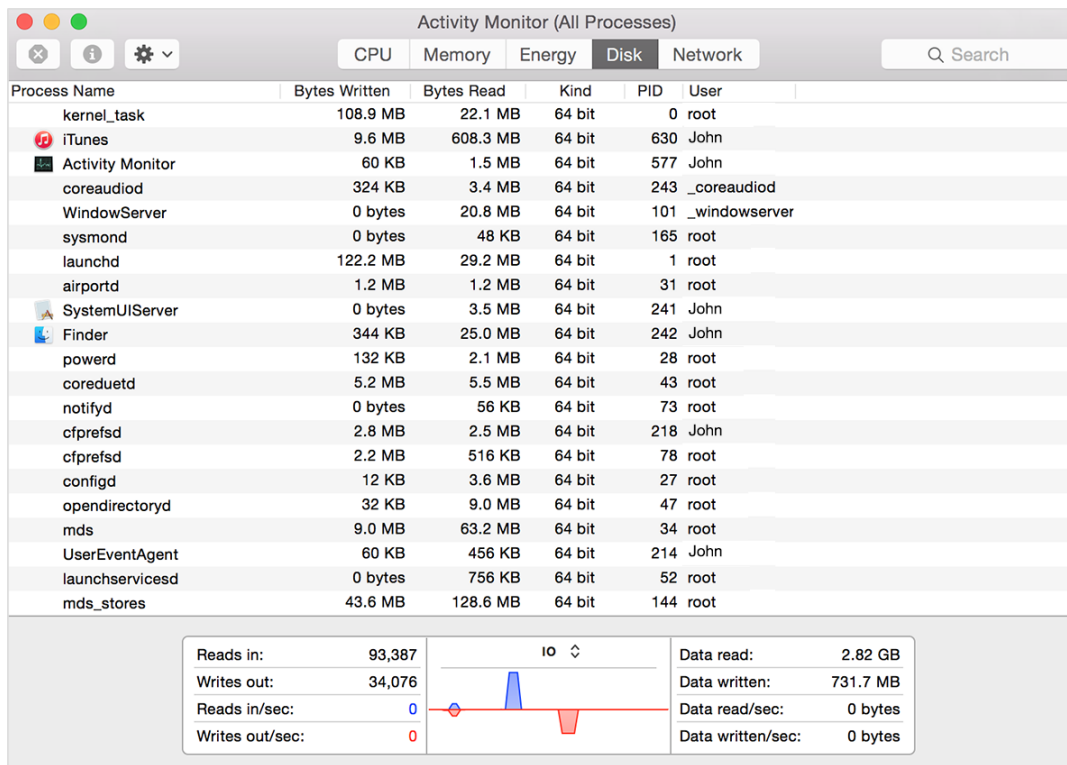 Activity Monitor (All Processes)
CPU Memory Energy Disk Network Search
Process Name Bytes Written Bytes Read Kind PID User
kernel_task 108.9 MB 22.1 MB 64 bit 0 root
iTunes 9.6 MB 608.3 MB 64 bit 630 John
Activity Monitor 60 KB 1.5 MB 64 bit 577 John
coreaudiod 324 KB 3.4 MB 64 bit 243 _coreaudiod
WindowServer 0 bytes 20.8 MB 64 bit 101 _windowserver
sysmond 0 bytes 48 KB 64 bit 165 root
launchd 122.2 MB 29.2 MB 64 bit 1 root
airportd 1.2 MB 1.2 MB 64 bit 31 root
SystemUIServer 0 bytes 3.5 MB 64 bit 241 John
Finder 344 KB 25.0 MB 64 bit 242 John
powerd 132 KB 2.1 MB 64 bit 28 root
coreduetd 5.2 MB 5.5 MB 64 bit 43 root
notifyd 0 bytes 56 KB 64 bit 73 root
cfprefsd 2.8 MB 2.5 MB 64 bit 218 John
cfprefsd 2.2 MB 516 KB 64 bit 78 root
configd 12 KB 3.6 MB 64 bit 27 root
opendirectoryd 32 KB 9.0 MB 64 bit 47 root
mds 9.0 MB 63.2 MB 64 bit 34 root
UserEventAgent 60 KB 456 KB 64 bit 214 John
launchservicesd 0 bytes 756 KB 64 bit 52 root
mds_stores 43.6 MB 128.6 MB 64 bit 144 root
Reads in: 93,387 IO Data read: 2.82 GB
Writes out: 34,076 Data written: 731.7 MB
Reads in/sec: 0 Data read/sec: 0 bytes
Writes out/sec: 0 Data written/sec: 0 bytes